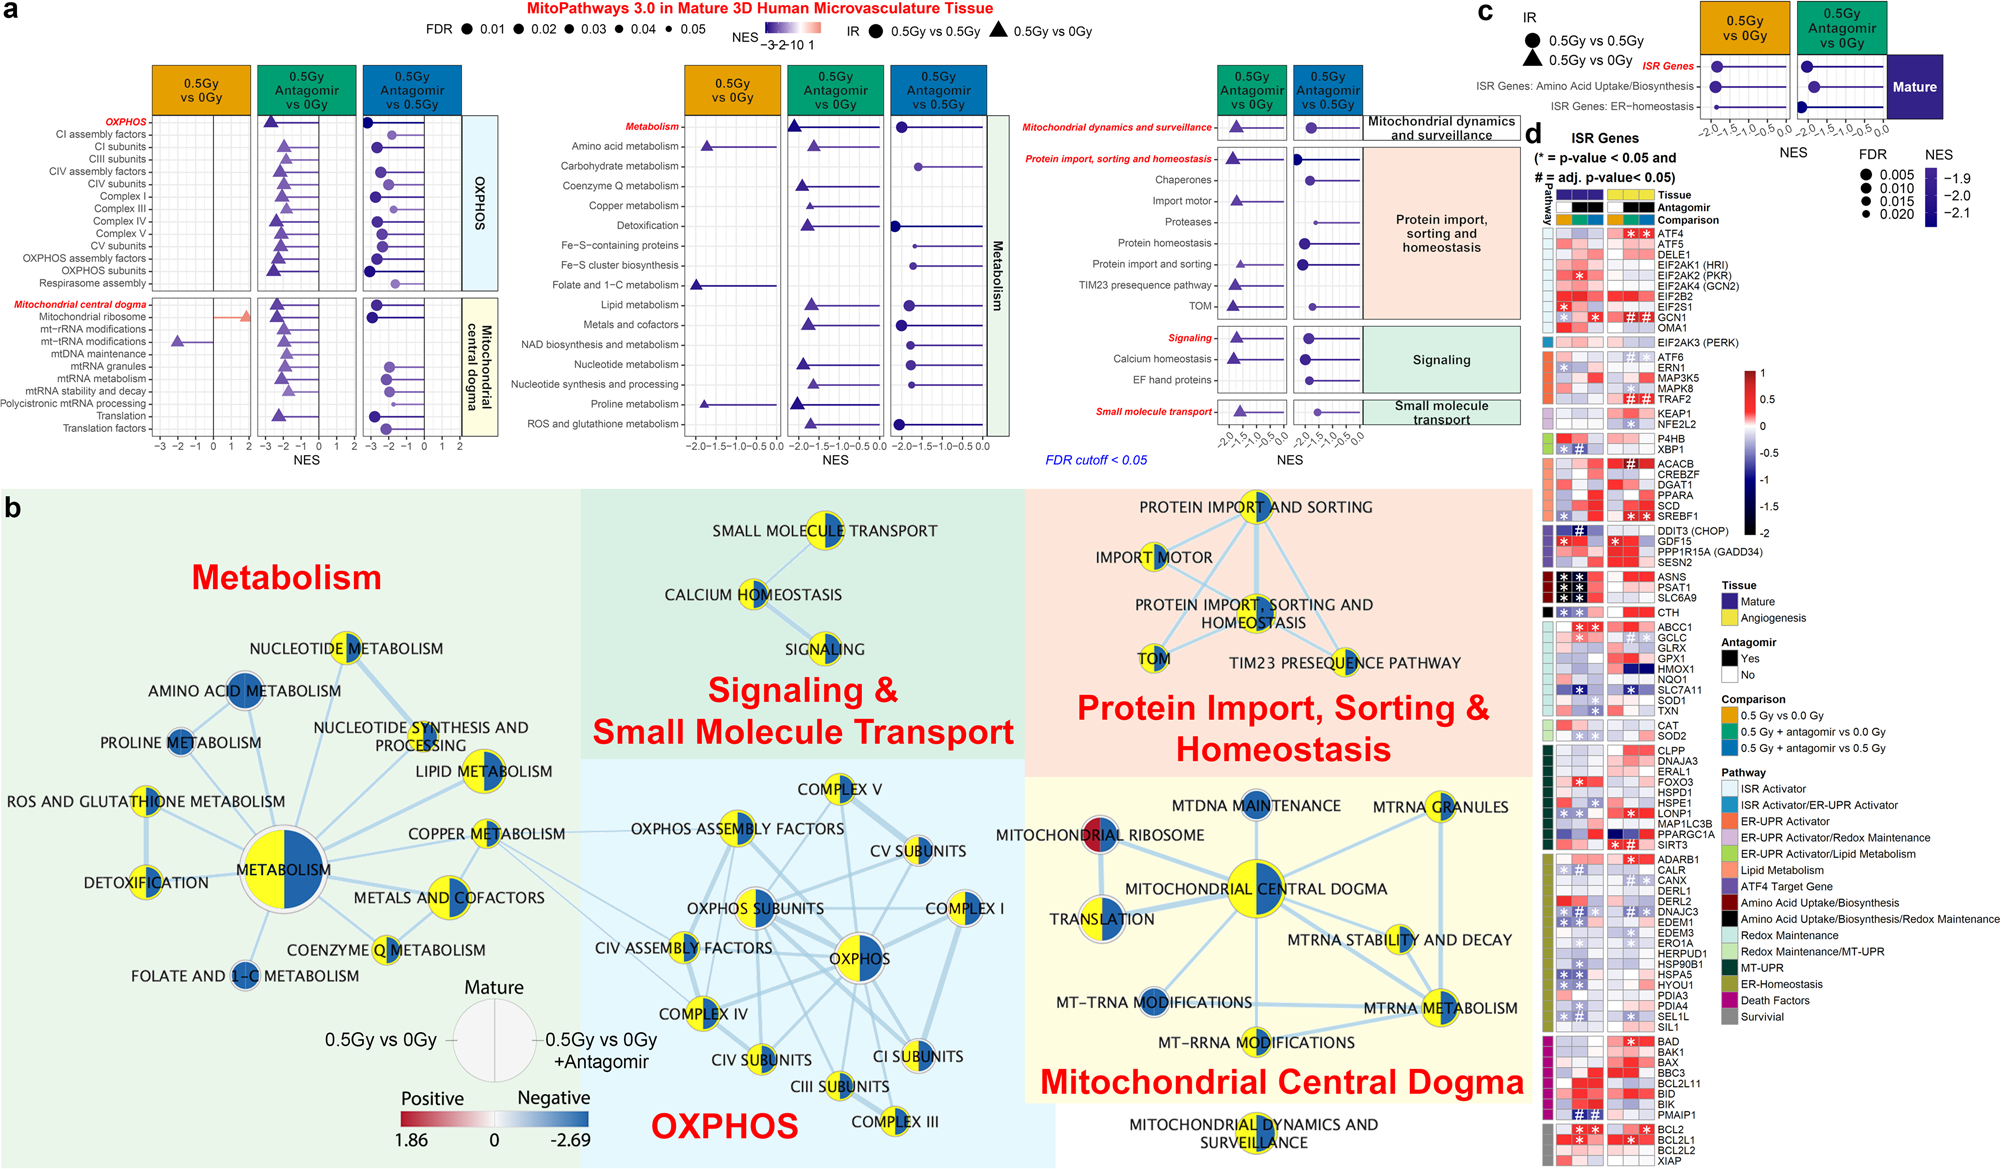 a
MitoPathways 3.0 in Mature 3D Human Microvasculature Tissue
FDR 0.01 0.02 0.03 0.04 0.05
NES −3 −2 −1 0 1
IR 0.5Gy vs 0.5Gy 0.5Gy vs 0Gy
0.5Gy
vs 0Gy
0.5Gy
Antagomir
vs 0Gy
0.5Gy
Antagomir
vs 0.5Gy
OXPHOS
CI assembly factors
CI subunits
CIII subunits
CIV assembly factors
CIV subunits
Complex I
Complex III
Complex IV
Complex V
CV subunits
OXPHOS assembly factors
OXPHOS subunits
Respirasome assembly
OXPHOS
Mitochondrial central dogma
Mitochondrial ribosome
mt−rRNA modifications
mt−tRNA modifications
mtDNA maintenance
mtRNA granules
mtRNA metabolism
mtRNA stability and decay
Polycistronic mtRNA processing
Translation
Translation factors
Mitochondrial
central dogma
−3 −2 −1 0 1 2
−3 −2 −1 0 1 2
−3 −2 −1 0 1 2
NES
0.5Gy
vs 0Gy
0.5Gy
Antagomir
vs 0Gy
0.5Gy
Antagomir
vs 0.5Gy
Metabolism
Amino acid metabolism
Carbohydrate metabolism
Coenzyme Q metabolism
Copper metabolism
Detoxification
Fe−S−containing proteins
Fe−S cluster biosynthesis
Folate and 1−C metabolism
Lipid metabolism
Metals and cofactors
NAD biosynthesis and metabolism
Nucleotide metabolism
Nucleotide synthesis and processing
Proline metabolism
ROS and glutathione metabolism
Metabolism
−2.0 −1.5 −1.0 −0.5 0.0
−2.0 −1.5 −1.0 −0.5 0.0
−2.0 −1.5 −1.0 −0.5 0.0
NES
0.5Gy
Antagomir
vs 0Gy
0.5Gy
Antagomir
vs 0.5Gy
Mitochondrial dynamics and surveillance
Mitochondrial dynamics
and surveillance
Protein import, sorting and homeostasis
Chaperones
Import motor
Proteases
Protein homeostasis
Protein import and sorting
TIM23 presequence pathway
TOM
Protein import,
sorting and
homeostasis
Signaling
Calcium homeostasis
EF hand proteins
Signaling
Small molecule transport
Small molecule
transport
−2.0 −1.5 −1.0 −0.5 0.0
−2.0 −1.5 −1.0 −0.5 0.0
FDR cutoff < 0.05
NES
c
IR
0.5Gy vs 0.5Gy
0.5Gy vs 0Gy
0.5Gy
vs 0Gy
0.5Gy
Antagomir
vs 0Gy
ISR Genes
ISR Genes: Amino Acid Uptake/Biosynthesis
ISR Genes: ER−homeostasis
Mature
−2.0 −1.5 −1.0 −0.5 0.0
−2.0 −1.5 −1.0 −0.5 0.0
NES
FDR
0.005
0.010
0.015
0.020
NES
−1.9
−2.0
−2.1
d
ISR Genes
(* = p-value < 0.05 and
# = adj. p-value< 0.05)
Pathway
Tissue
Antagomir
Comparison
ATF4
ATF5
DELE1
EIF2AK1 (HRI)
EIF2AK2 (PKR)
EIF2AK4 (GCN2)
EIF2B2
EIF2S1
GCN1
OMA1
EIF2AK3 (PERK)
ATF6
ERN1
MAP3K5
MAPK8
TRAF2
KEAP1
NFE2L2
P4HB
XBP1
ACACB
CREBZF
DGAT1
PPARA
SCD
SREBF1
DDIT3 (CHOP)
GDF15
PPP1R15A (GADD34)
SESN2
ASNS
PSAT1
SLC6A9
CTH
ABCC1
GCLC
GLRX
GPX1
HMOX1
NQO1
SLC7A11
SOD1
TXN
CAT
SOD2
CLPP
DNAJA3
ERAL1
FOXO3
HSPD1
HSPE1
LONP1
MAP1LC3B
PPARGC1A
SIRT3
ADARB1
CALR
CANX
DERL1
DERL2
DNAJC3
EDEM1
EDEM3
ERO1A
HERPUD1
HSP90B1
HSPA5
HYOU1
PDIA3
PDIA4
SEL1L
SIL1
BAD
BAK1
BAX
BBC3
BCL2L11
BID
BIK
PMAIP1
BCL2
BCL2L1
BCL2L2
XIAP
1
0.5
0
-0.5
-1
-1.5
-2
Tissue
Mature
Angiogenesis
Antagomir
Yes
No
Comparison
0.5 Gy vs 0.0 Gy
0.5 Gy + antagomir vs 0.0 Gy
0.5 Gy + antagomir vs 0.5 Gy
Pathway
ISR Activator
ISR Activator/ER-UPR Activator
ER-UPR Activator
ER-UPR Activator/Redox Maintenance
ER-UPR Activator/Lipid Metabolism
Lipid Metabolism
ATF4 Target Gene
Amino Acid Uptake/Biosynthesis
Amino Acid Uptake/Biosynthesis/Redox Maintenance
Redox Maintenance
Redox Maintenance/MT-UPR
MT-UPR
ER-Homeostasis
Death Factors
Survivial
b
Metabolism
NUCLEOTIDE METABOLISM
AMINO ACID METABOLISM
NUCLEOTIDE SYNTHESIS AND
PROCESSING
PROLINE METABOLISM
LIPID METABOLISM
ROS AND GLUTATHIONE METABOLISM
COPPER METABOLISM
METABOLISM
DETOXIFICATION
METALS AND COFACTORS
COENZYME Q METABOLISM
FOLATE AND 1-C METABOLISM
Mature
0.5Gy vs 0Gy
0.5Gy vs 0Gy
+Antagomir
Positive
Negative
1.86 0 -2.69
SMALL MOLECULE TRANSPORT
CALCIUM HOMEOSTASIS
SIGNALING
Signaling &
Small Molecule Transport
COMPLEX V
OXPHOS ASSEMBLY FACTORS
CV SUBUNITS
OXPHOS SUBUNITS
COMPLEX I
CIV ASSEMBLY FACTORS
OXPHOS
COMPLEX IV
CIV SUBUNITS
CI SUBUNITS
CIII SUBUNITS
COMPLEX III
OXPHOS
PROTEIN IMPORT AND SORTING
IMPORT MOTOR
PROTEIN IMPORT, SORTING AND
HOMEOSTASIS
TOM
TIM23 PRESEQUENCE PATHWAY
Protein Import, Sorting &
Homeostasis
MTDNA MAINTENANCE
MTRNA GRANULES
MITOCHONDRIAL RIBOSOME
MITOCHONDRIAL CENTRAL DOGMA
TRANSLATION
MTRNA STABILITY AND DECAY
MT-TRNA MODIFICATIONS
MTRNA METABOLISM
MT-RRNA MODIFICATIONS
Mitochondrial Central Dogma
MITOCHONDRIAL DYNAMICS AND
SURVEILLANCE